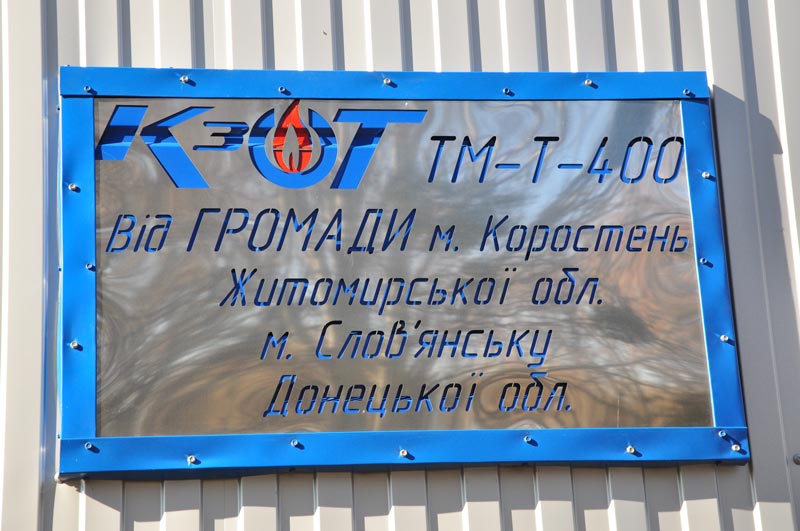 КЗОТ ТМ-Т-400
Від ГРОМАДИ м. Коростень
Житомирської обл.
м. Слов'янську
Донецької обл.